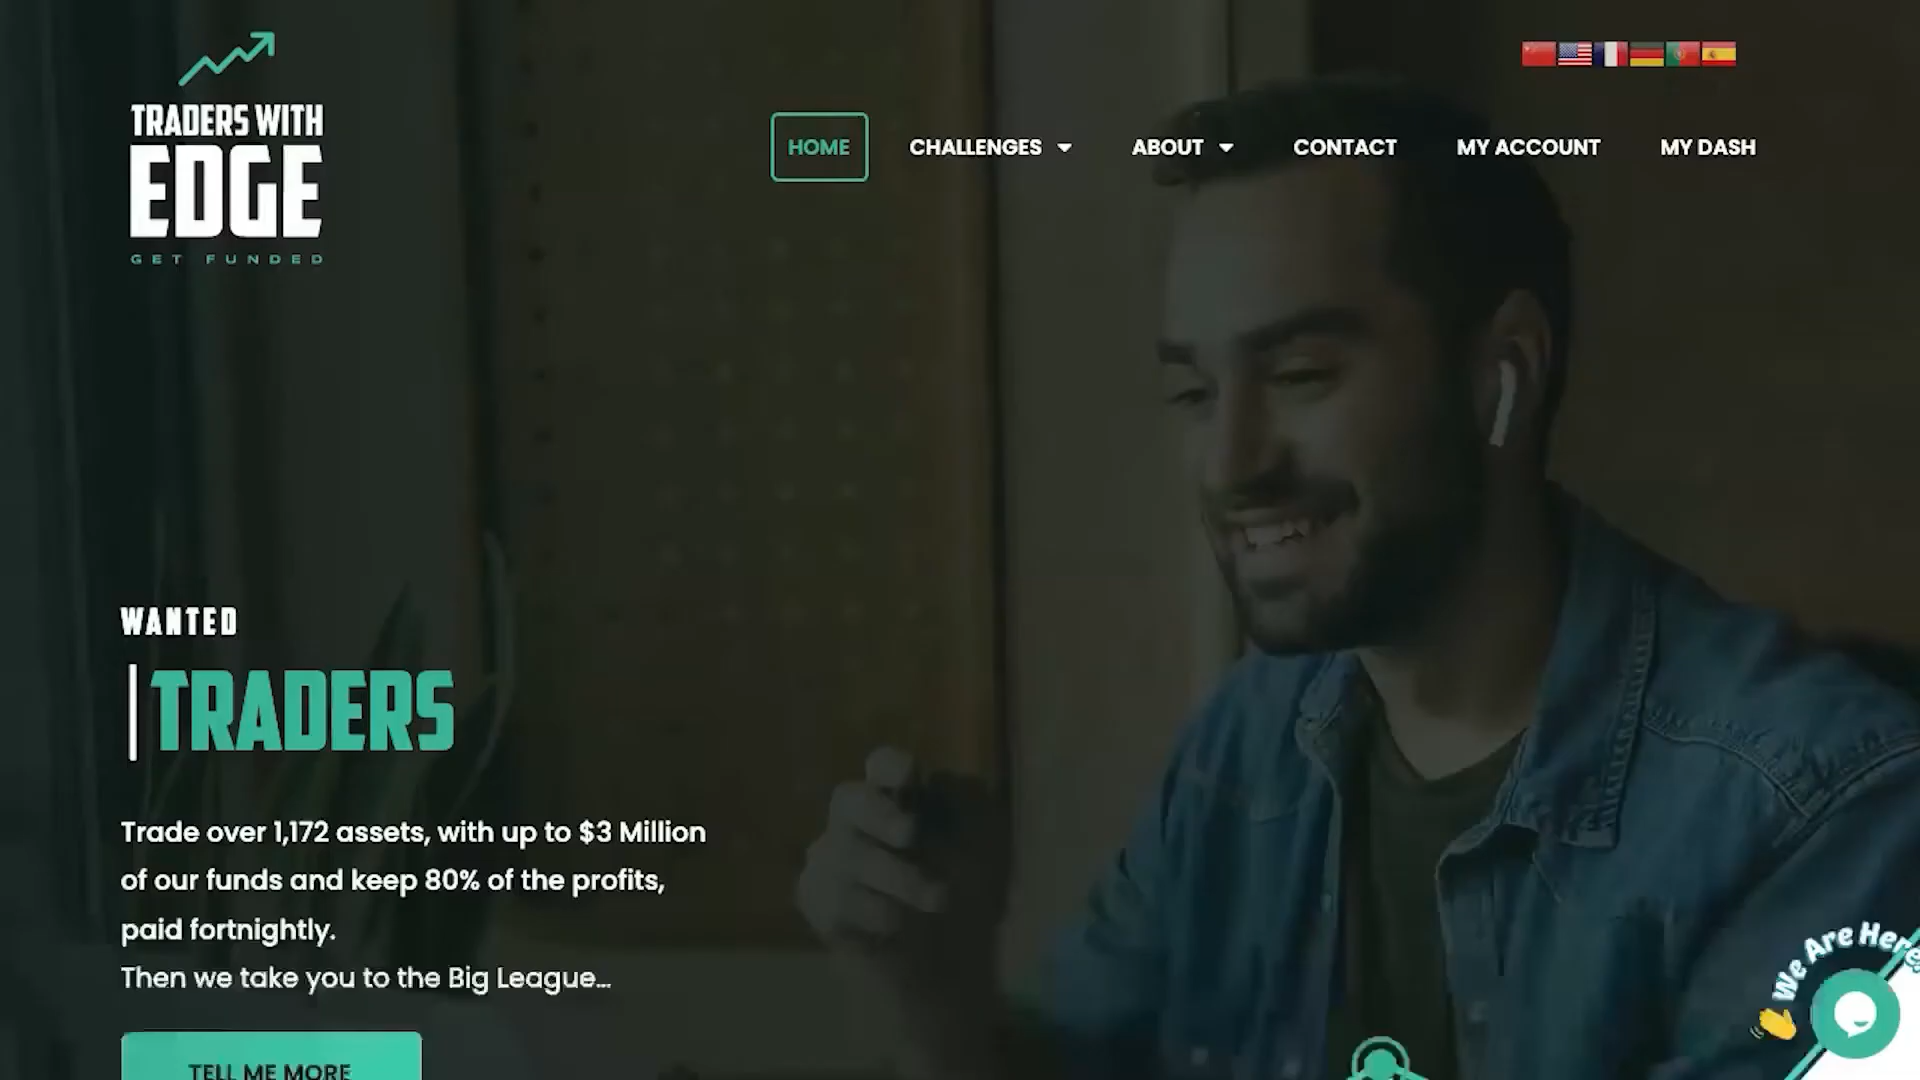 TRADERS WITH
EDGE
GET FUNDED
HOME
CHALLENGES
ABOUT
CONTACT
MY ACCOUNT
MY DASH
WANTED
TRADERS
Trade over 1,172 assets, with up to $3 Million
of our funds and keep 80% of the profits,
paid fortnightly.
Then we take you to the Big League...
TELL ME MORE
We Are Here